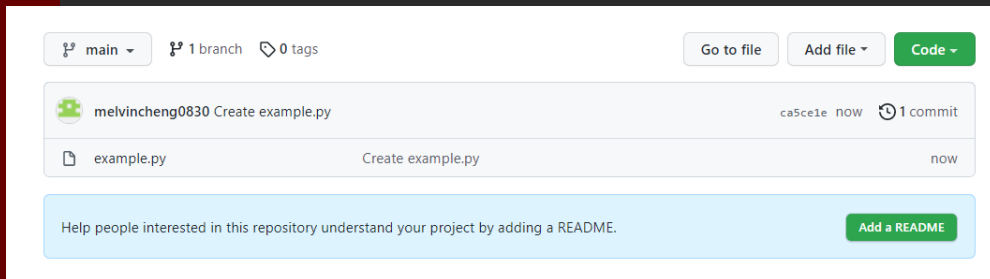 main 1 branch 0 tags Go to file Add file Code
melvincheng0830 Create example.py ca5ce1e now 1 commit
example.py Create example.py now
Help people interested in this repository understand your project by adding a README. Add a README